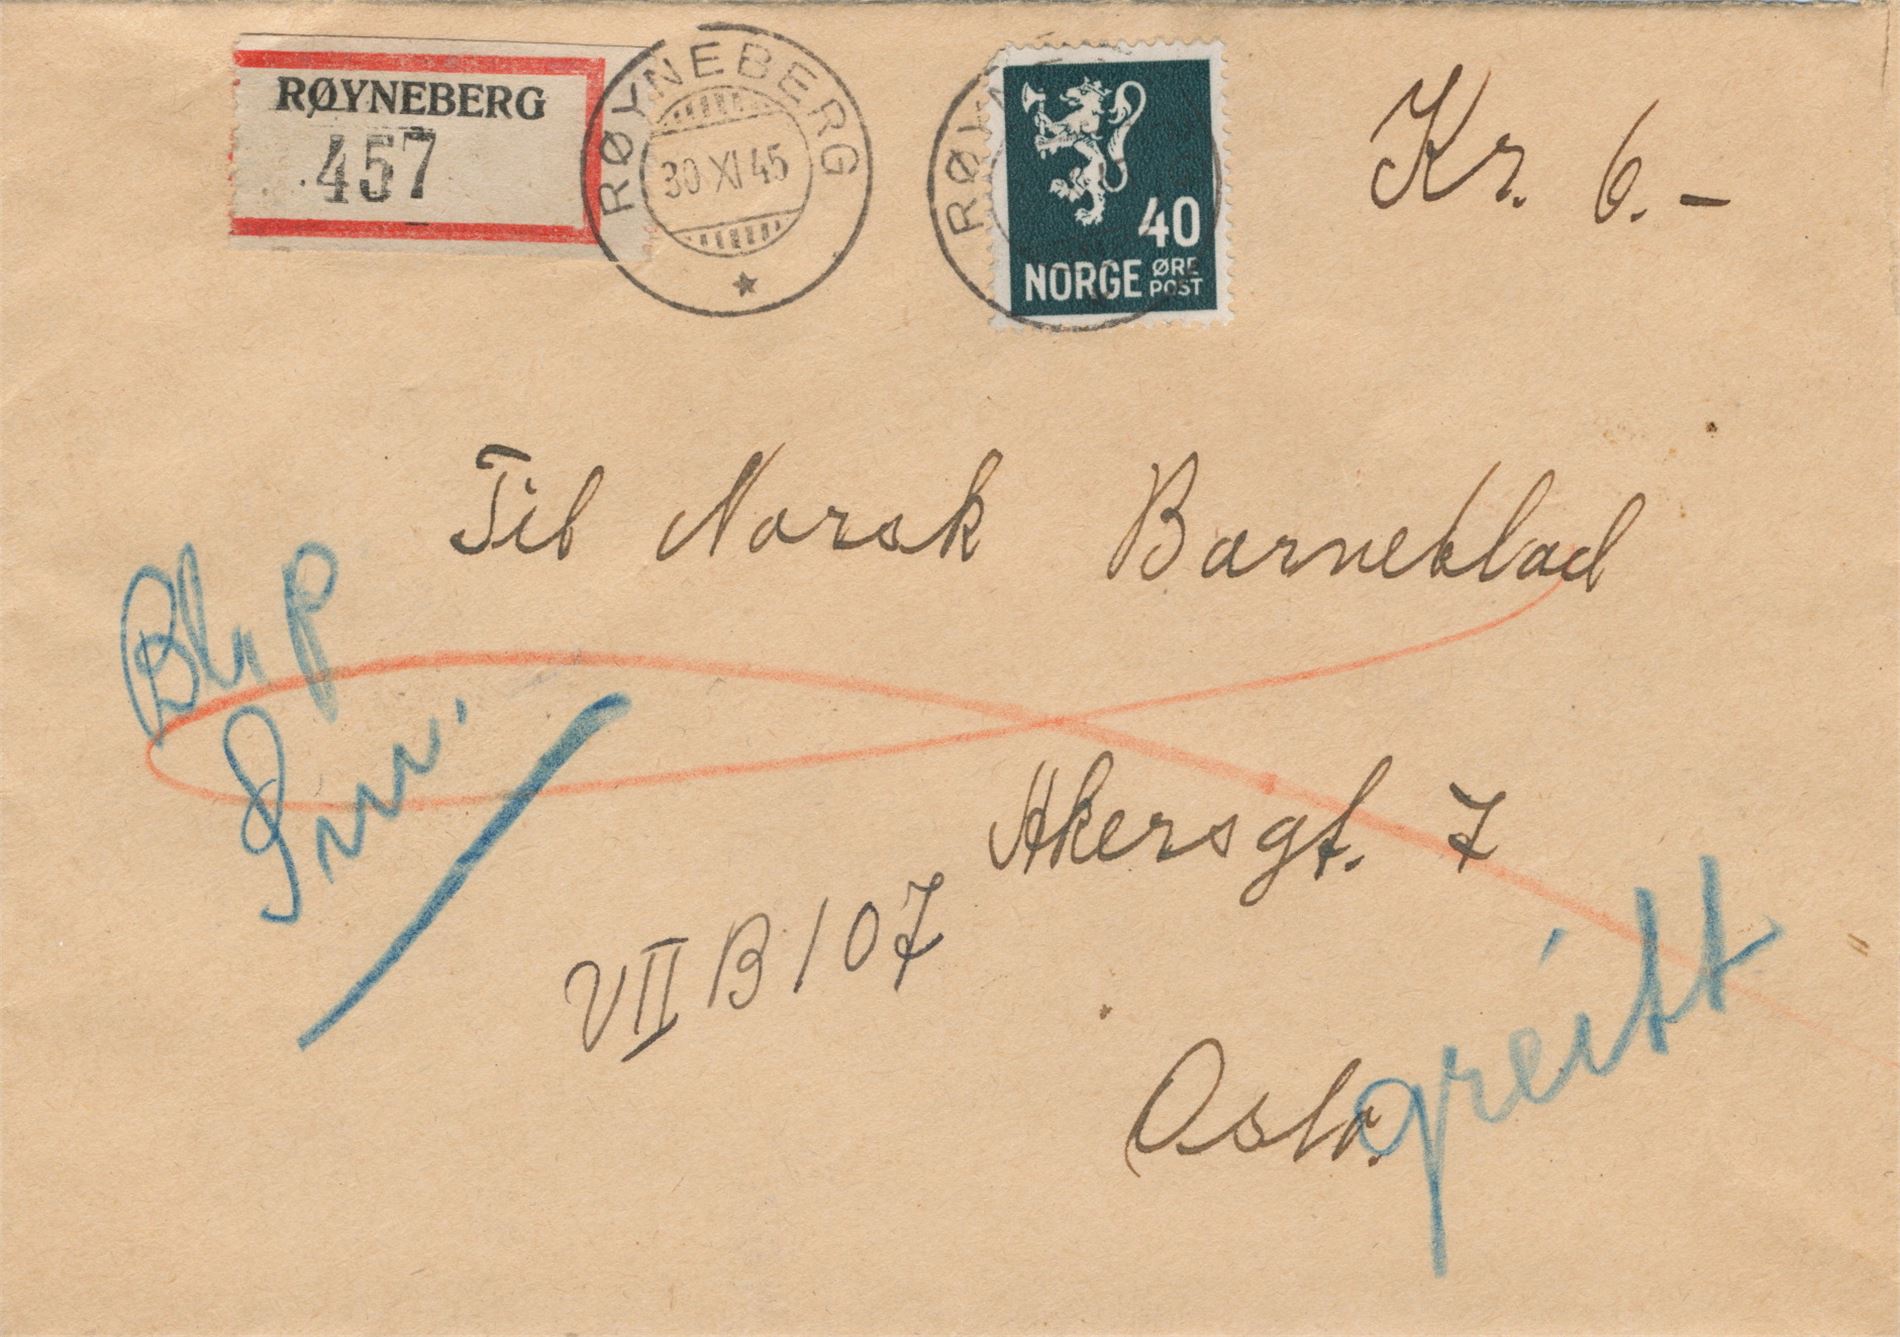 RØYNEBERG
457
RØYNEBERG
30 XI 45
RØYNE
40
NORGE ØRE
POST
Kr. 6.-
Til Norsk Barneblad
Akersgt. 7
VII B 107
Oslo.
greitt